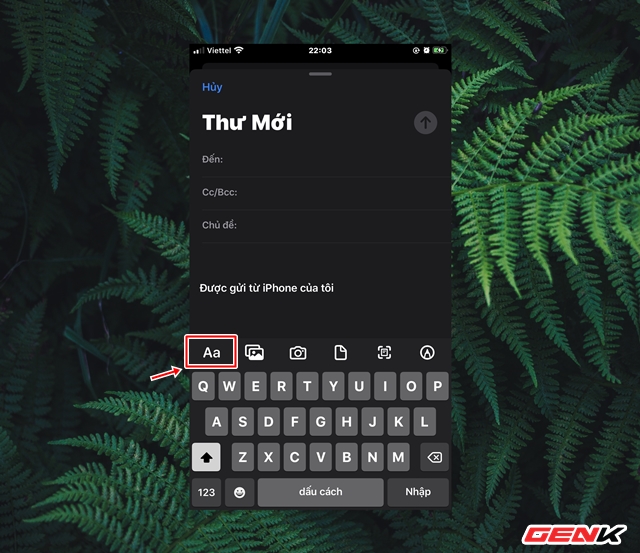 Viettel 22:03
Hủy
Thư Mới
Đến:
Cc/Bcc:
Chủ đề:
Được gửi từ iPhone của tôi
Aa
Q W E R T Y U I O P
A S D F G H J K L
Z X C V B N M
123 dấu cách Nhập
GENK